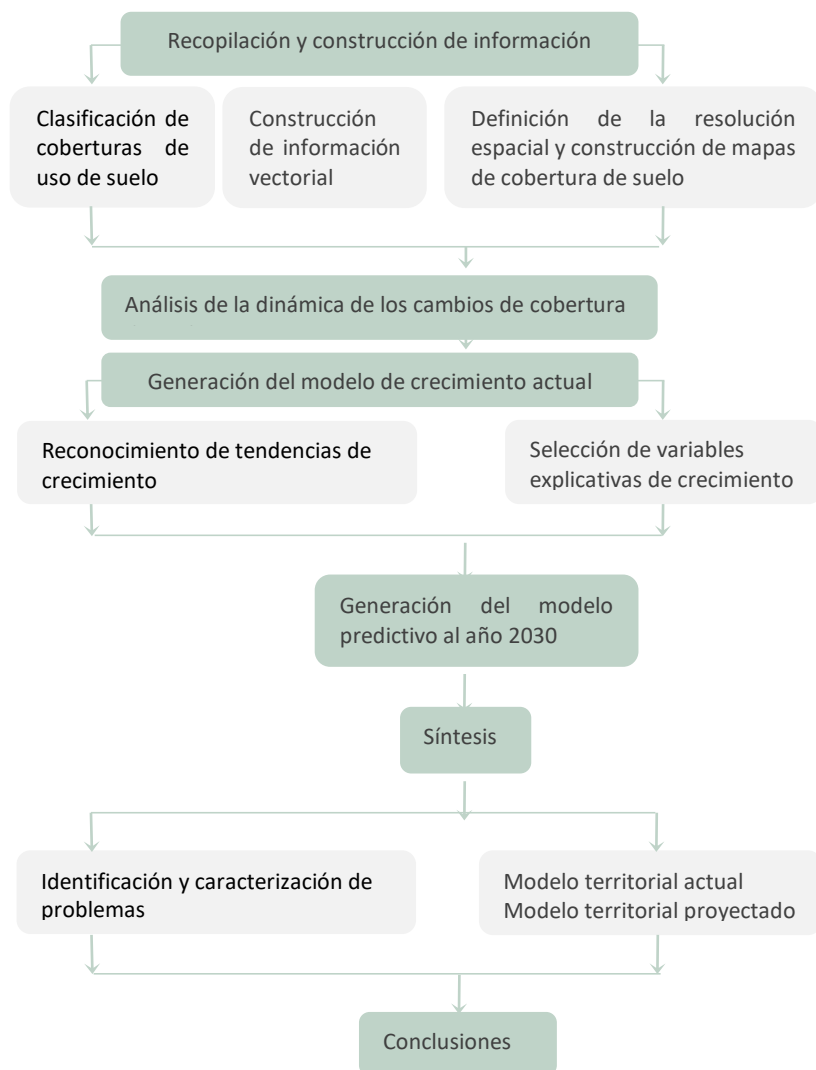 Recopilación y construcción de información
Clasificación de
coberturas de
uso de suelo
Construcción
de información
vectorial
Definición de la resolución
espacial y construcción de mapas
de cobertura de suelo
Análisis de la dinámica de los cambios de cobertura
Generación del modelo de crecimiento actual
Reconocimiento de tendencias de
crecimiento
Selección de variables
explicativas de crecimiento
Generación del modelo
predictivo al año 2030
Síntesis
Identificación y caracterización de
problemas
Modelo territorial actual
Modelo territorial proyectado
Conclusiones